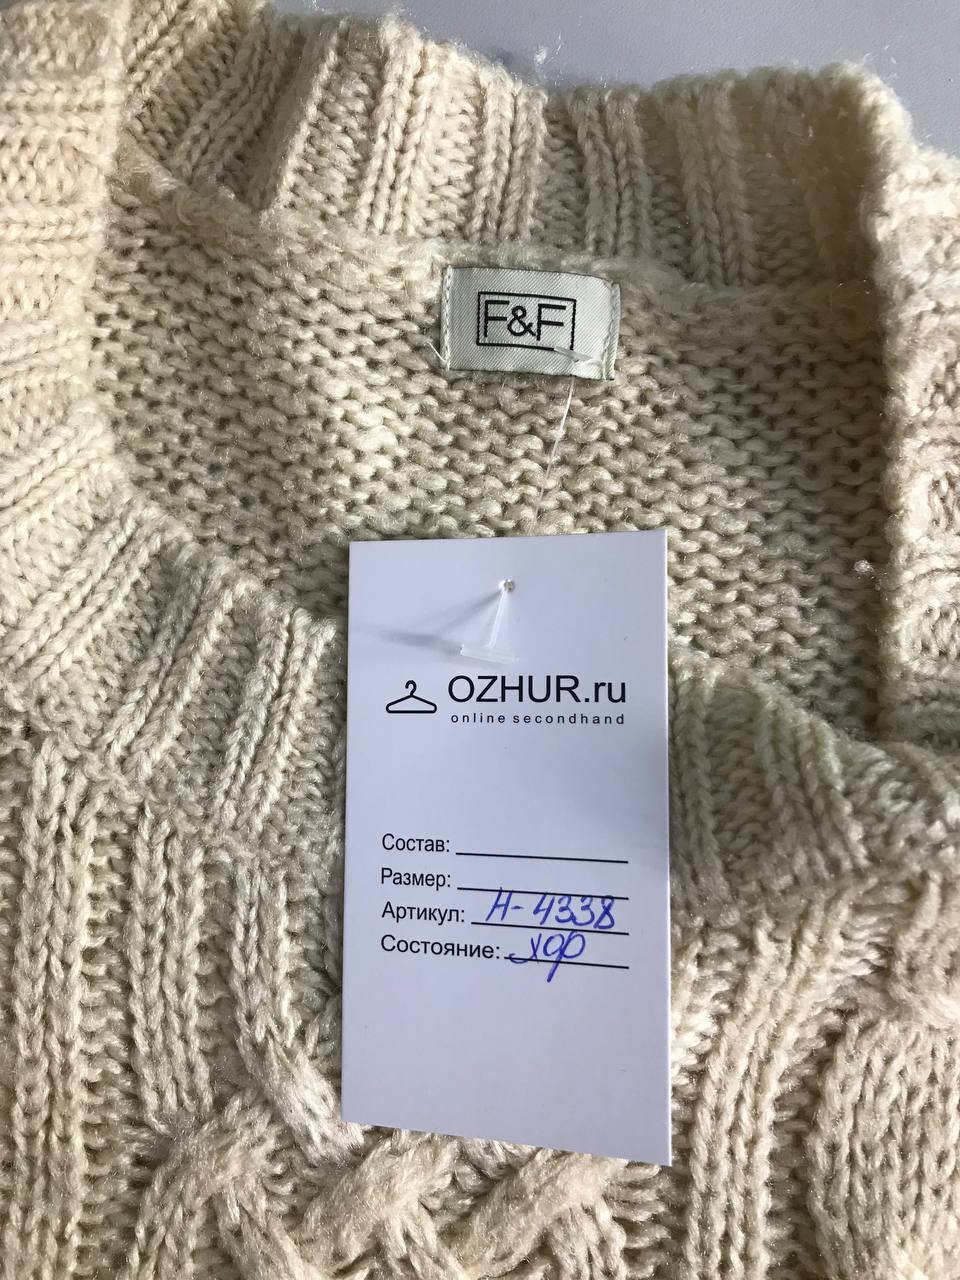 F&F
OZHUR.ru
online secondhand
Состав:
Размер:
Артикул: Н-4338
Состояние: хор